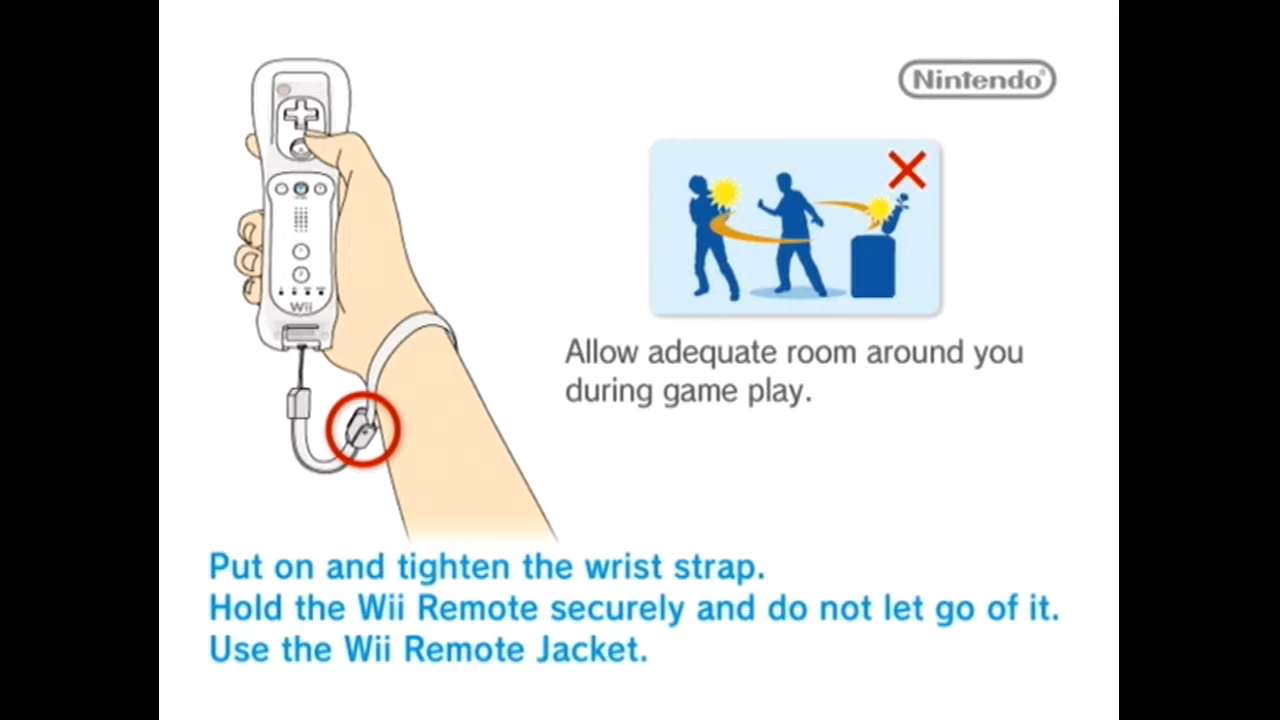 Nintendo®
Allow adequate room around you
during game play.
Wii
Put on and tighten the wrist strap.
Hold the Wii Remote securely and do not let go of it.
Use the Wii Remote Jacket.